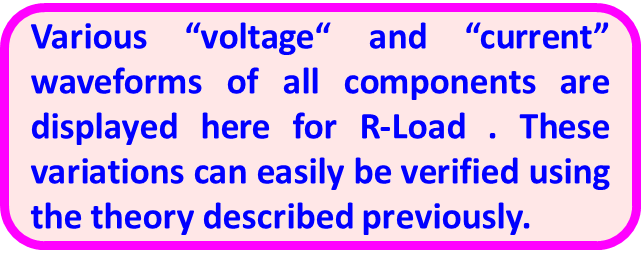 Various “voltage“ and “current”
waveforms of all components are
displayed here for R-Load . These
variations can easily be verified using
the theory described previously.